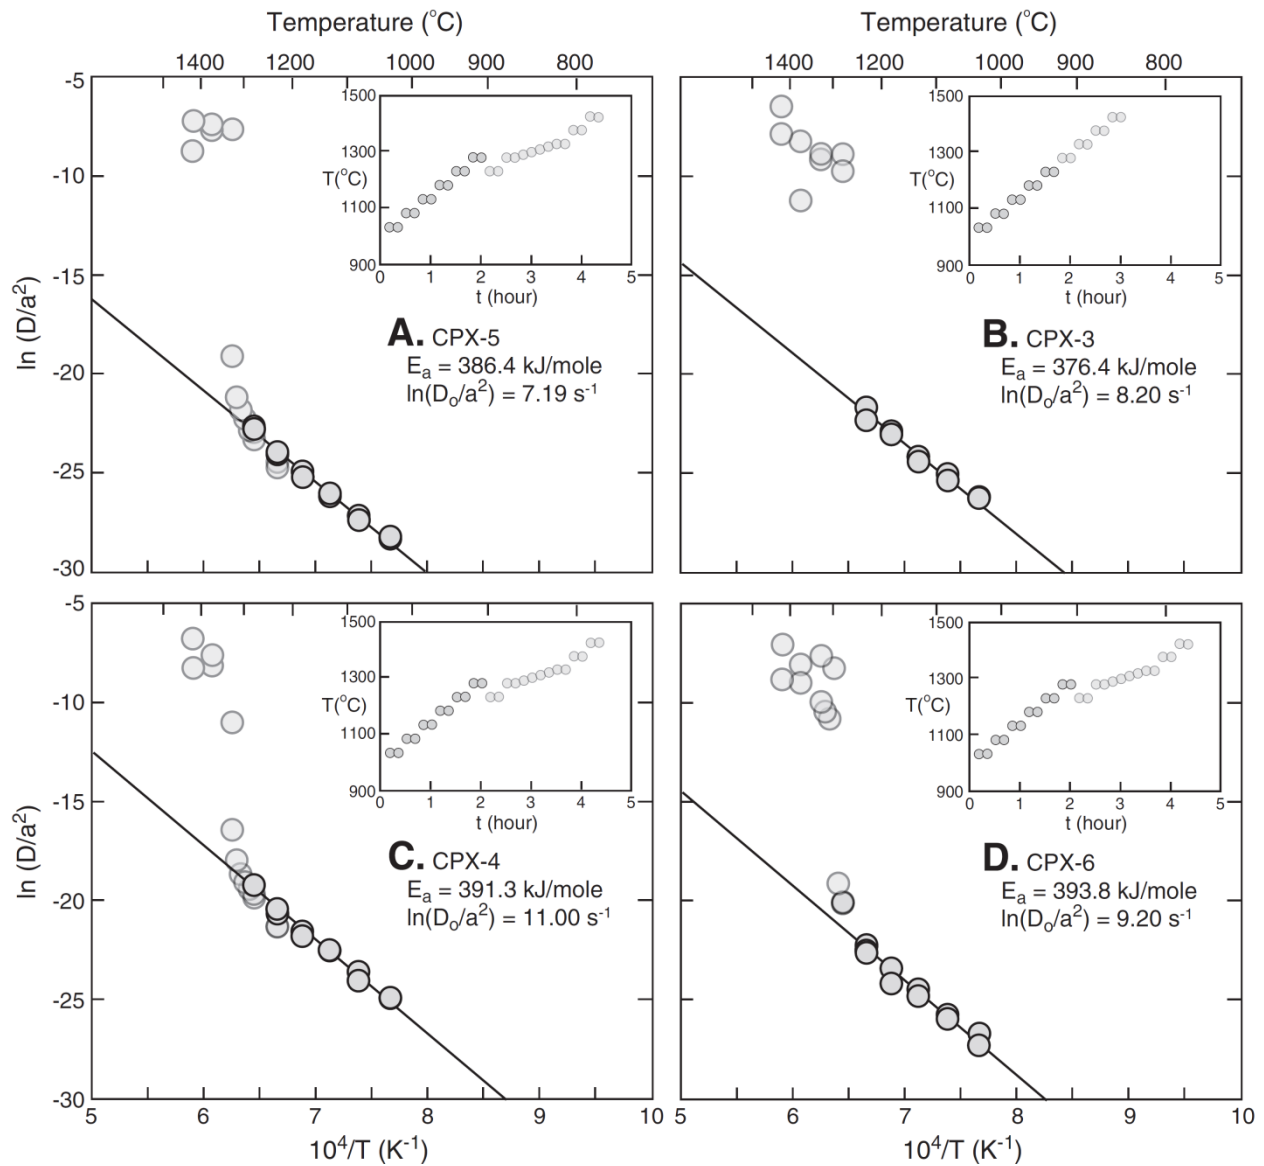 Temperature (°C)
1400 1200 1000 900 800
Temperature (°C)
1400 1200 1000 900 800
-5
-10
-15
-20
-25
-30
ln (D/a²)
1500
1300
T(°C)
1100
900
0 1 2 3 4 5
t (hour)
A. CPX-5
Eₐ = 386.4 kJ/mole
ln(Dₒ/a²) = 7.19 s⁻¹
1500
1300
T(°C)
1100
900
0 1 2 3 4 5
t (hour)
B. CPX-3
Eₐ = 376.4 kJ/mole
ln(Dₒ/a²) = 8.20 s⁻¹
-5
-10
-15
-20
-25
-30
ln (D/a²)
1500
1300
T(°C)
1100
900
0 1 2 3 4 5
t (hour)
C. CPX-4
Eₐ = 391.3 kJ/mole
ln(Dₒ/a²) = 11.00 s⁻¹
5 6 7 8 9 10
10⁴/T (K⁻¹)
1500
1300
T(°C)
1100
900
0 1 2 3 4 5
t (hour)
D. CPX-6
Eₐ = 393.8 kJ/mole
ln(Dₒ/a²) = 9.20 s⁻¹
5 6 7 8 9 10
10⁴/T (K⁻¹)